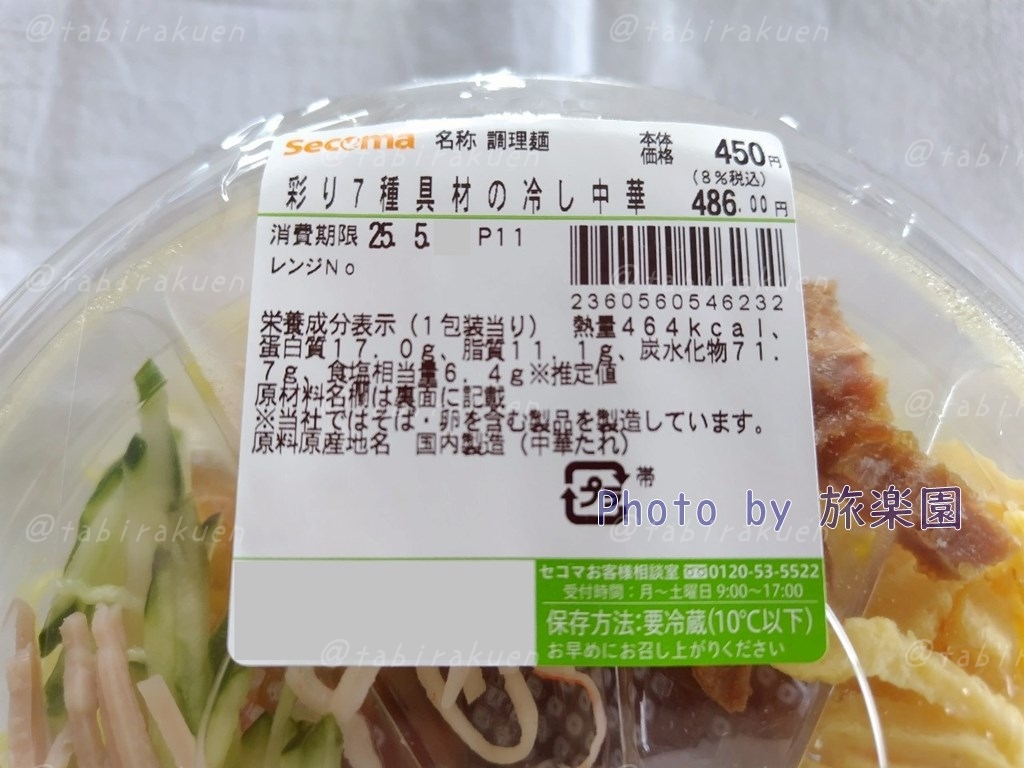 @tabirakuen @tabirakuen @tabirakuen
secoma 名称 調理麺 本体価格 450円
(8%税込)
彩り7種具材の冷し中華 486.00円
消費期限 25. 5. P11
レンジNo
2360560546232
栄養成分表示(1包装当り) 熱量464kcal、
蛋白質17.0g、脂質11.1g、炭水化物71.
7g、食塩相当量6.4g※推定値
原材料名欄は裏面に記載
※当社ではそば・卵を含む製品を製造しています。
原料原産地名 国内製造(中華たれ)
プラ 帯
Photo by 旅楽園
セコマお客様相談室 0120-53-5522
受付時間:月~土曜日 9:00~17:00
保存方法:要冷蔵(10℃以下)
お早めにお召し上がりください
@tabirakuen @tabirakuen @tabirakuen